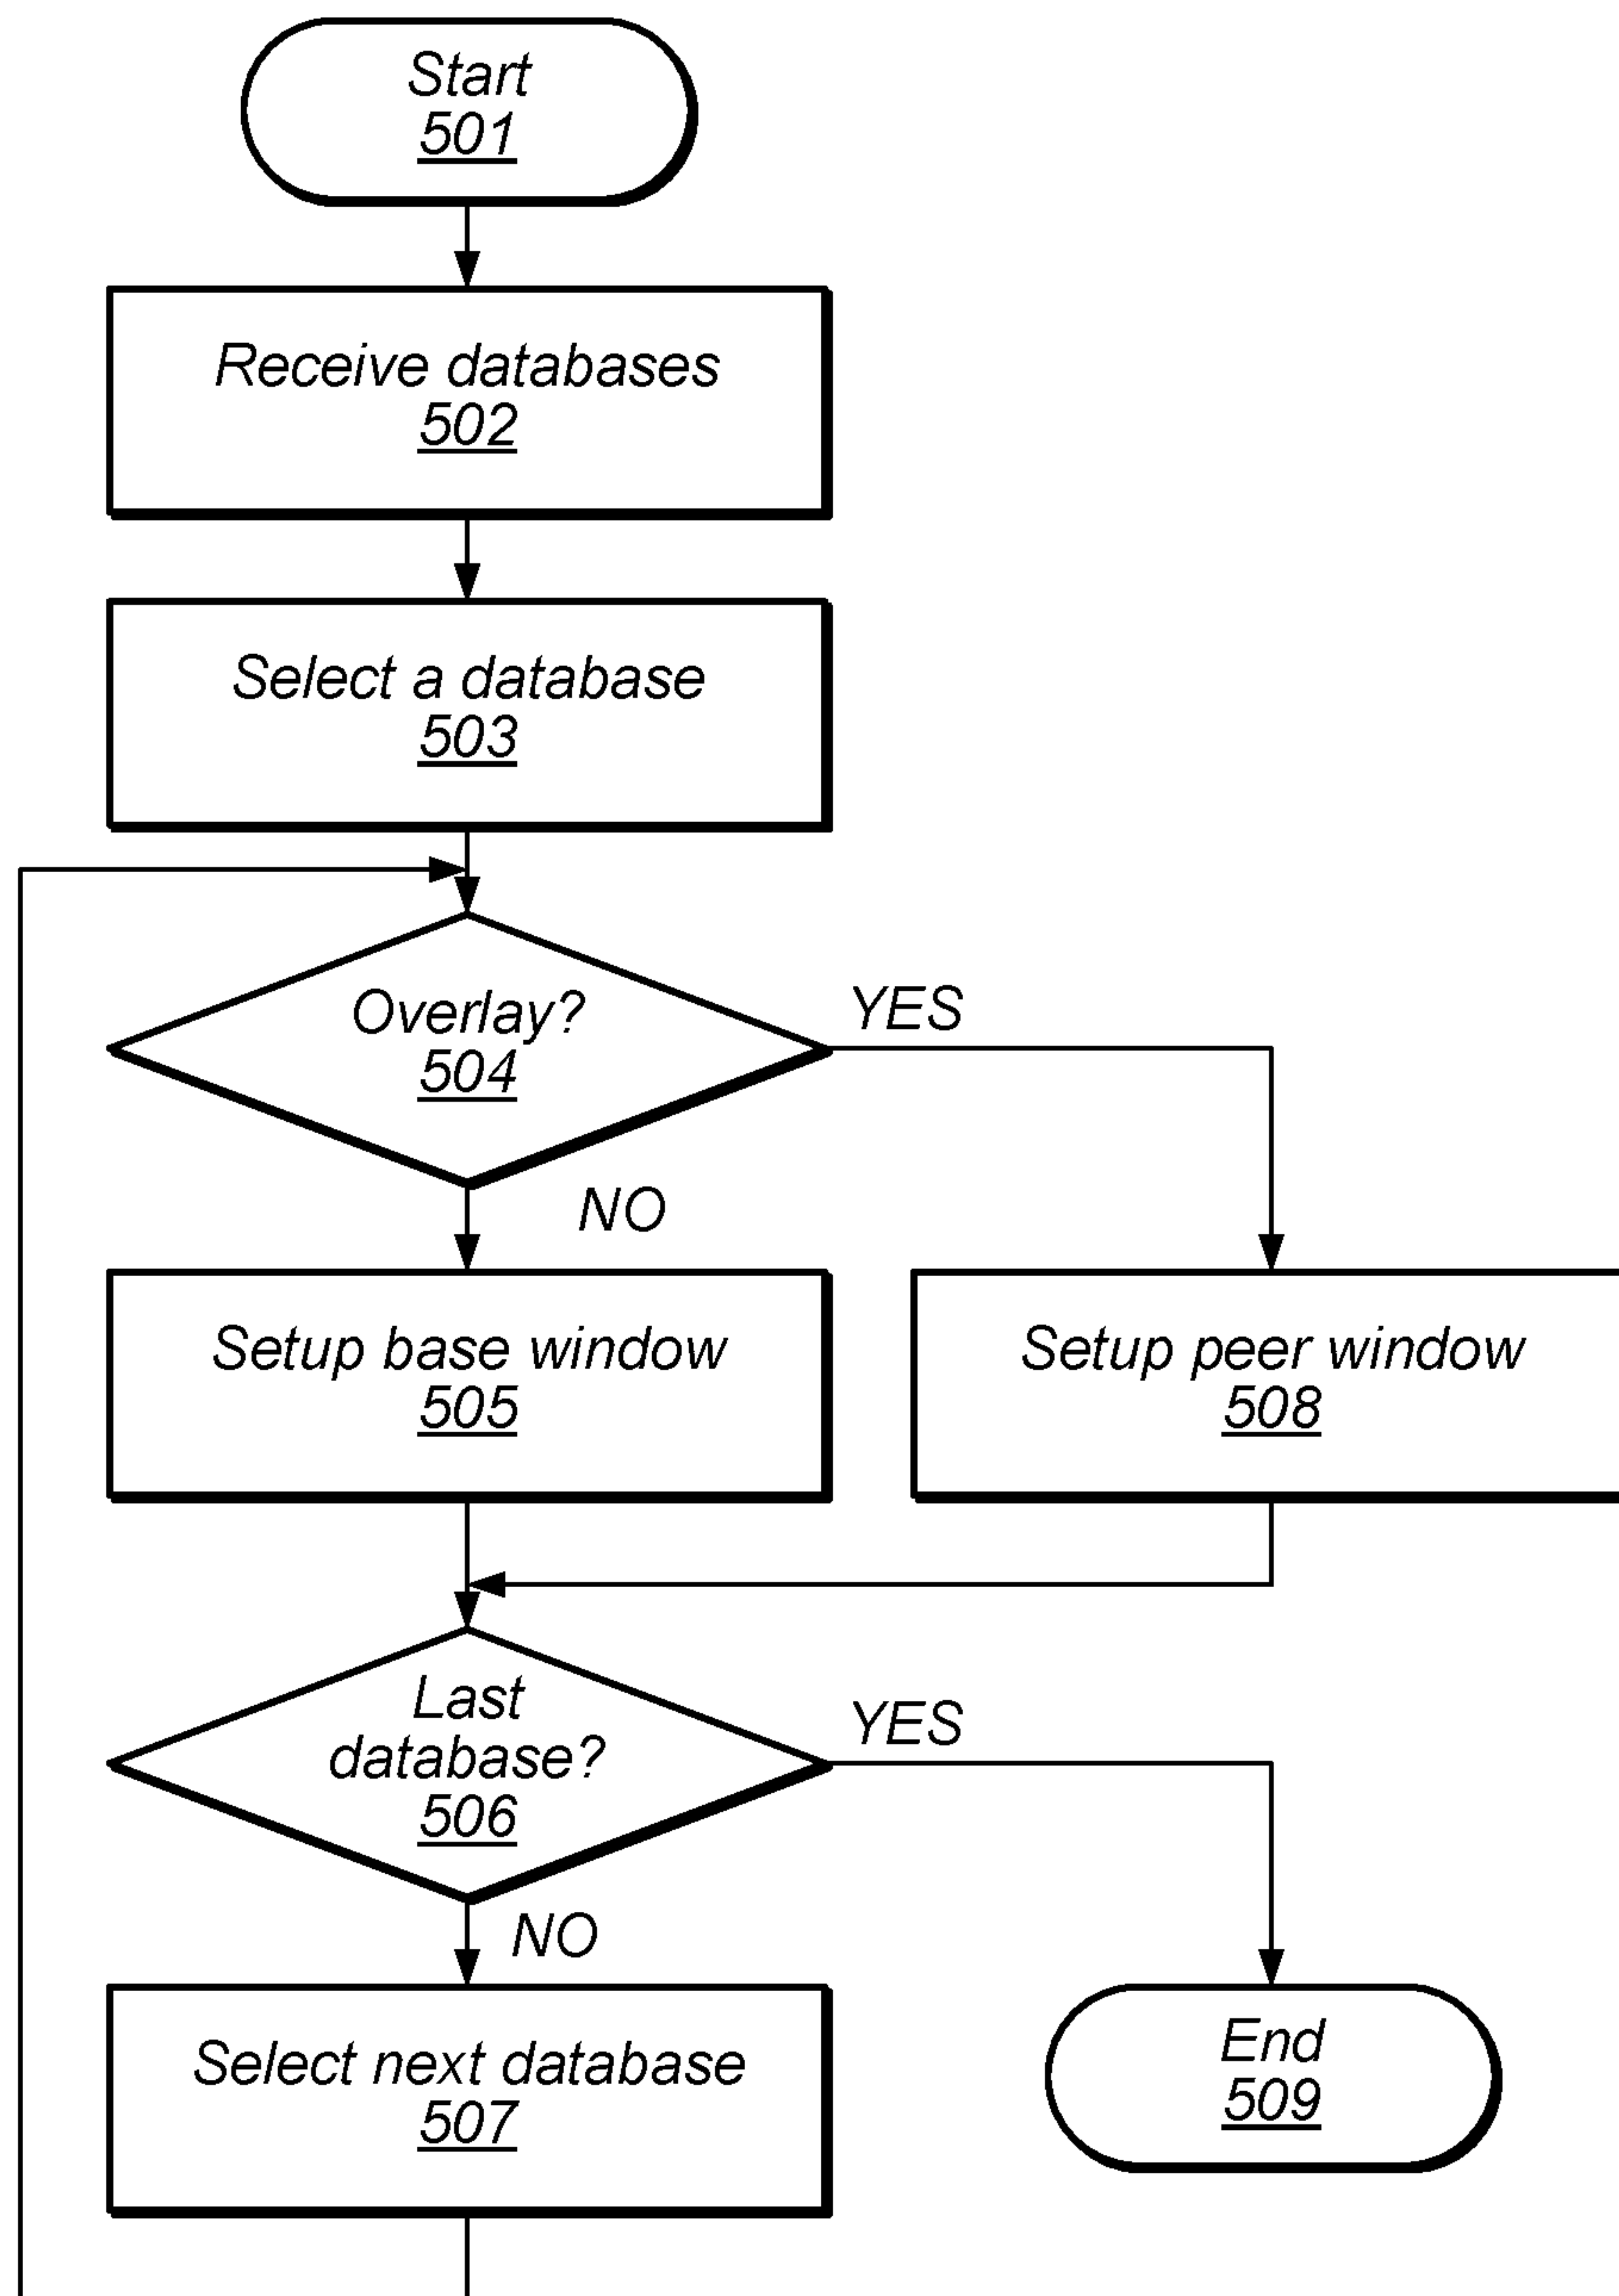 Start
501
Receive databases
502
Select a database
503
Overlay?
504
YES
NO
Setup base window
505
Setup peer window
508
Last
database?
506
YES
NO
Select next database
507
End
509